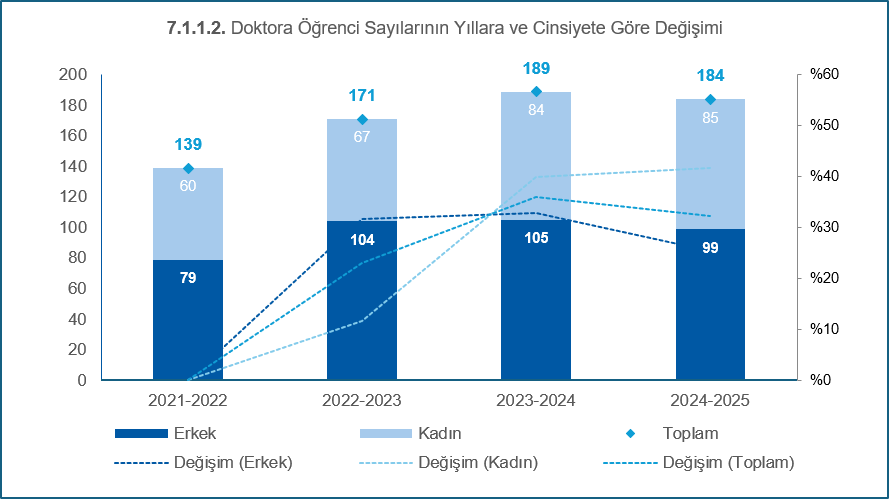 7.1.1.2. Doktora Öğrenci Sayılarının Yıllara ve Cinsiyete Göre Değişimi
200 %60
180
160 %50
140 %40
120
100 %30
80 %20
60
40 %10
20
0 %0
139 171 189 184
60 67 84 85
79 104 105 99
2021-2022 2022-2023 2023-2024 2024-2025
Erkek Kadın Toplam
Değişim (Erkek) Değişim (Kadın) Değişim (Toplam)